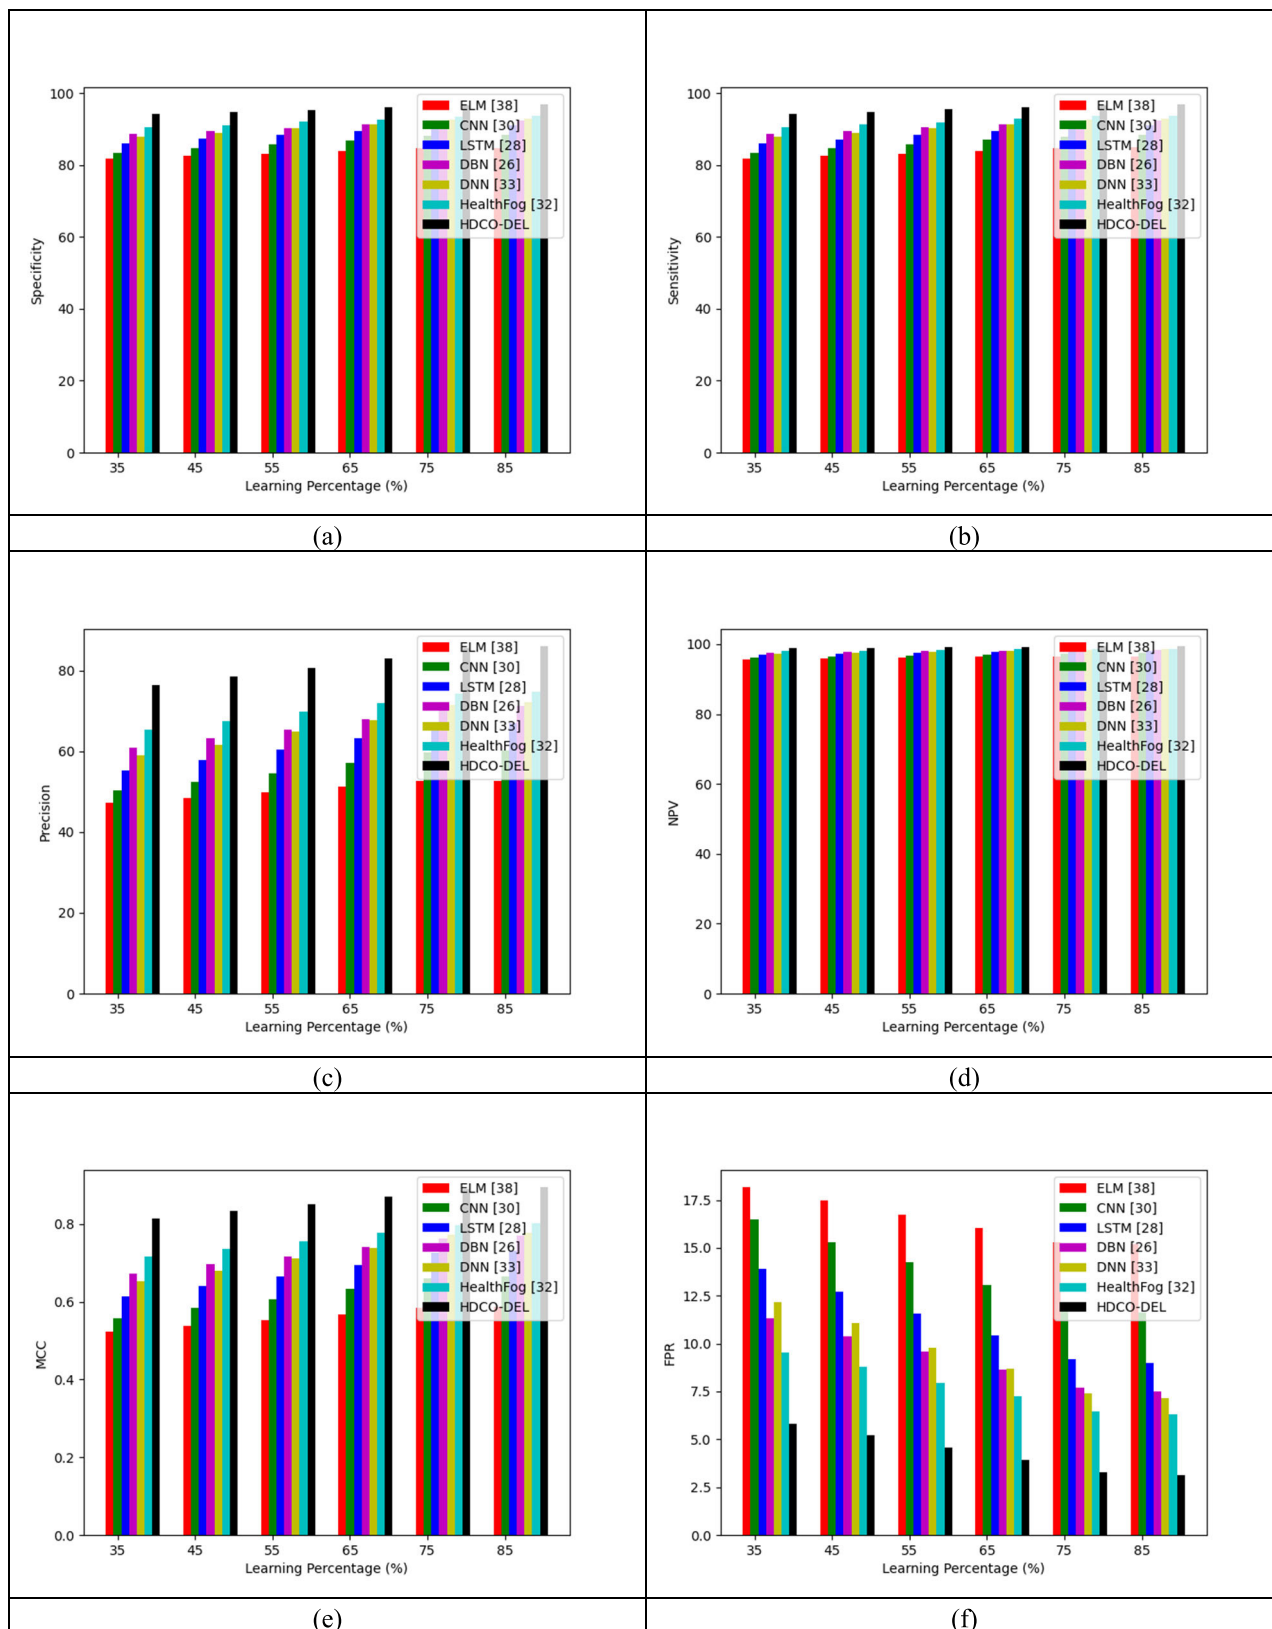 100
80
60
40
20
0
Specificity
ELM [38]
CNN [30]
LSTM [28]
DBN [26]
DNN [33]
HealthFog [32]
HDCO-DEL
35 45 55 65 75 85
Learning Percentage (%)
(a)
100
80
60
40
20
0
Sensitivity
ELM [38]
CNN [30]
LSTM [28]
DBN [26]
DNN [33]
HealthFog [32]
HDCO-DEL
35 45 55 65 75 85
Learning Percentage (%)
(b)
80
60
40
20
0
Precision
ELM [38]
CNN [30]
LSTM [28]
DBN [26]
DNN [33]
HealthFog [32]
HDCO-DEL
35 45 55 65 75 85
Learning Percentage (%)
(c)
100
80
60
40
20
0
NPV
ELM [38]
CNN [30]
LSTM [28]
DBN [26]
DNN [33]
HealthFog [32]
HDCO-DEL
35 45 55 65 75 85
Learning Percentage (%)
(d)
0.8
0.6
0.4
0.2
0.0
MCC
ELM [38]
CNN [30]
LSTM [28]
DBN [26]
DNN [33]
HealthFog [32]
HDCO-DEL
35 45 55 65 75 85
Learning Percentage (%)
(e)
17.5
15.0
12.5
10.0
7.5
5.0
2.5
0.0
FPR
ELM [38]
CNN [30]
LSTM [28]
DBN [26]
DNN [33]
HealthFog [32]
HDCO-DEL
35 45 55 65 75 85
Learning Percentage (%)
(f)